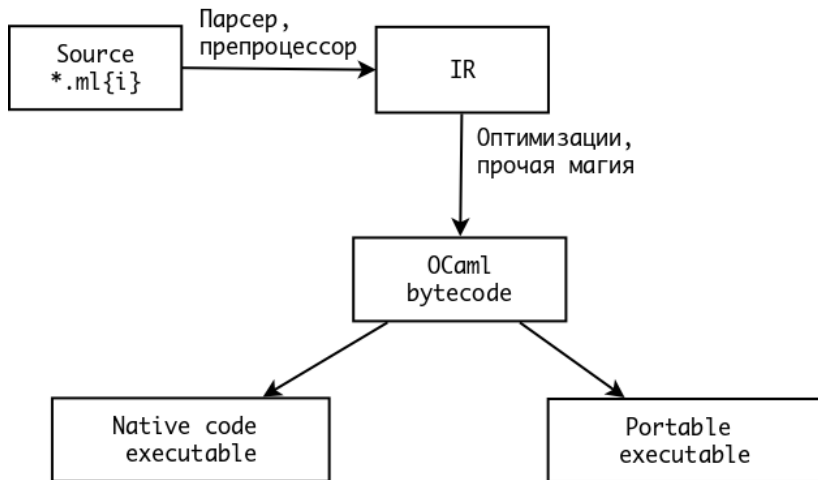 Парсер,
препроцессор
Source
*.ml{i}
IR
Оптимизации,
прочая магия
OCaml
bytecode
Native code
executable
Portable
executable